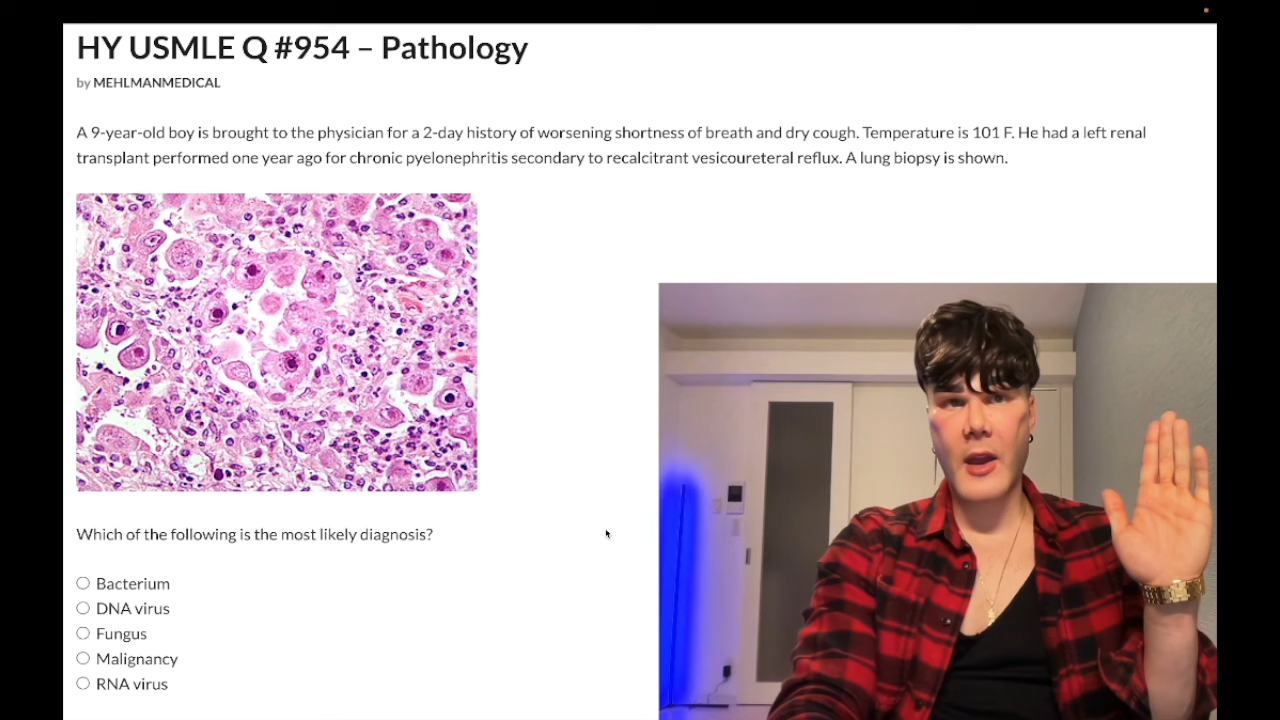 HY USMLE Q #954 – Pathology
by MEHLMANMEDICAL
A 9-year-old boy is brought to the physician for a 2-day history of worsening shortness of breath and dry cough. Temperature is 101 F. He had a left renal
transplant performed one year ago for chronic pyelonephritis secondary to recalcitrant vesicoureteral reflux. A lung biopsy is shown.
Which of the following is the most likely diagnosis?
Bacterium
DNA virus
Fungus
Malignancy
RNA virus